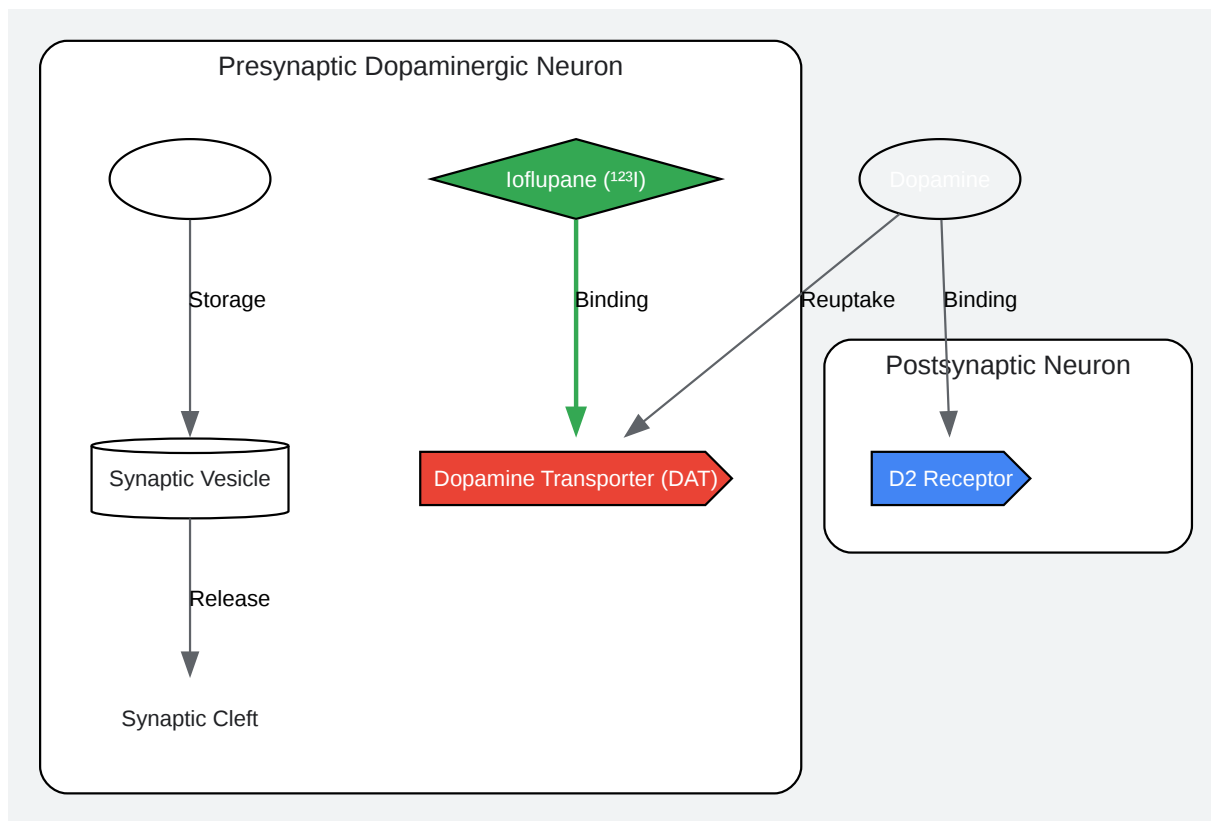 Presynaptic Dopaminergic Neuron
Ioflupane (¹²³I)
Dopamine
Storage
Binding
Reuptake
Binding
Postsynaptic Neuron
Synaptic Vesicle
Dopamine Transporter (DAT)
D2 Receptor
Release
Synaptic Cleft